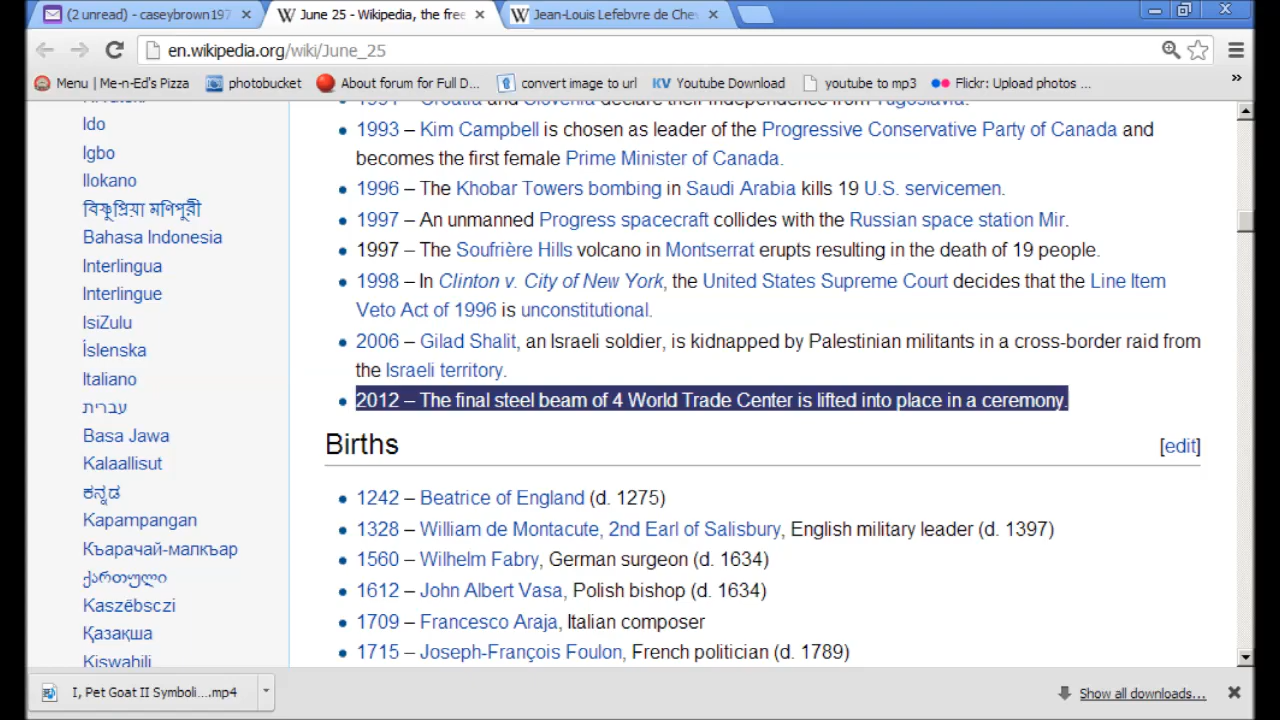 (2 unread) - caseybrown197
June 25 - Wikipedia, the free
Jean-Louis Lefebvre de Che
en.wikipedia.org/wiki/June_25
Menu | Me-n-Ed's Pizza
photobucket
About forum for Full D...
convert image to url
KV Youtube Download
youtube to mp3
Flickr: Upload photos ...
»
Ido
Igbo
Ilokano
বিষ্ণুপ্রিয়া মণিপুরী
Bahasa Indonesia
Interlingua
Interlingue
IsiZulu
Íslenska
Italiano
עברית
Basa Jawa
Kalaallisut
ಕನ್ನಡ
Kapampangan
Къарачай-малкъар
ქართული
Kaszëbsczi
Қазақша
Kiswahili
1991 – Croatia and Slovenia declare their independence from Yugoslavia.
1993 – Kim Campbell is chosen as leader of the Progressive Conservative Party of Canada and
becomes the first female Prime Minister of Canada.
1996 – The Khobar Towers bombing in Saudi Arabia kills 19 U.S. servicemen.
1997 – An unmanned Progress spacecraft collides with the Russian space station Mir.
1997 – The Soufrière Hills volcano in Montserrat erupts resulting in the death of 19 people.
1998 – In Clinton v. City of New York, the United States Supreme Court decides that the Line Item
Veto Act of 1996 is unconstitutional.
2006 – Gilad Shalit, an Israeli soldier, is kidnapped by Palestinian militants in a cross-border raid from
the Israeli territory.
2012 – The final steel beam of 4 World Trade Center is lifted into place in a ceremony.
Births
[edit]
1242 – Beatrice of England (d. 1275)
1328 – William de Montacute, 2nd Earl of Salisbury, English military leader (d. 1397)
1560 – Wilhelm Fabry, German surgeon (d. 1634)
1612 – John Albert Vasa, Polish bishop (d. 1634)
1709 – Francesco Araja, Italian composer
1715 – Joseph-François Foulon, French politician (d. 1789)
I, Pet Goat II Symboli....mp4
Show all downloads...